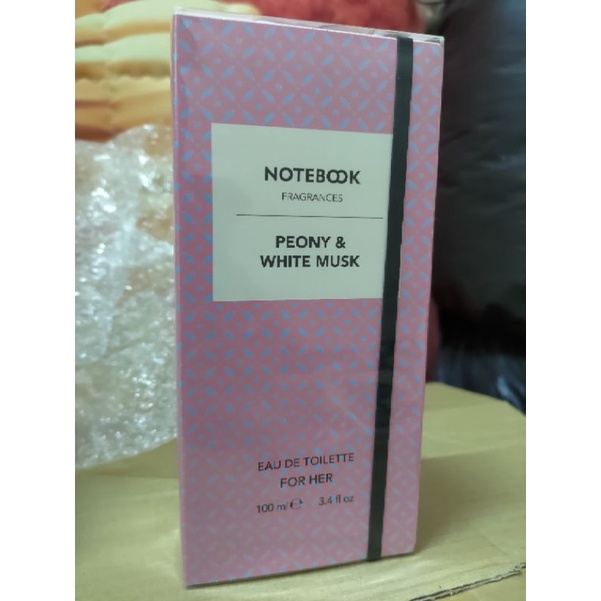 NOTEBOOK
FRAGRANCES
PEONY &
WHITE MUSK
EAU DE TOILETTE
FOR HER
100 ml ℮ 3.4 fl oz